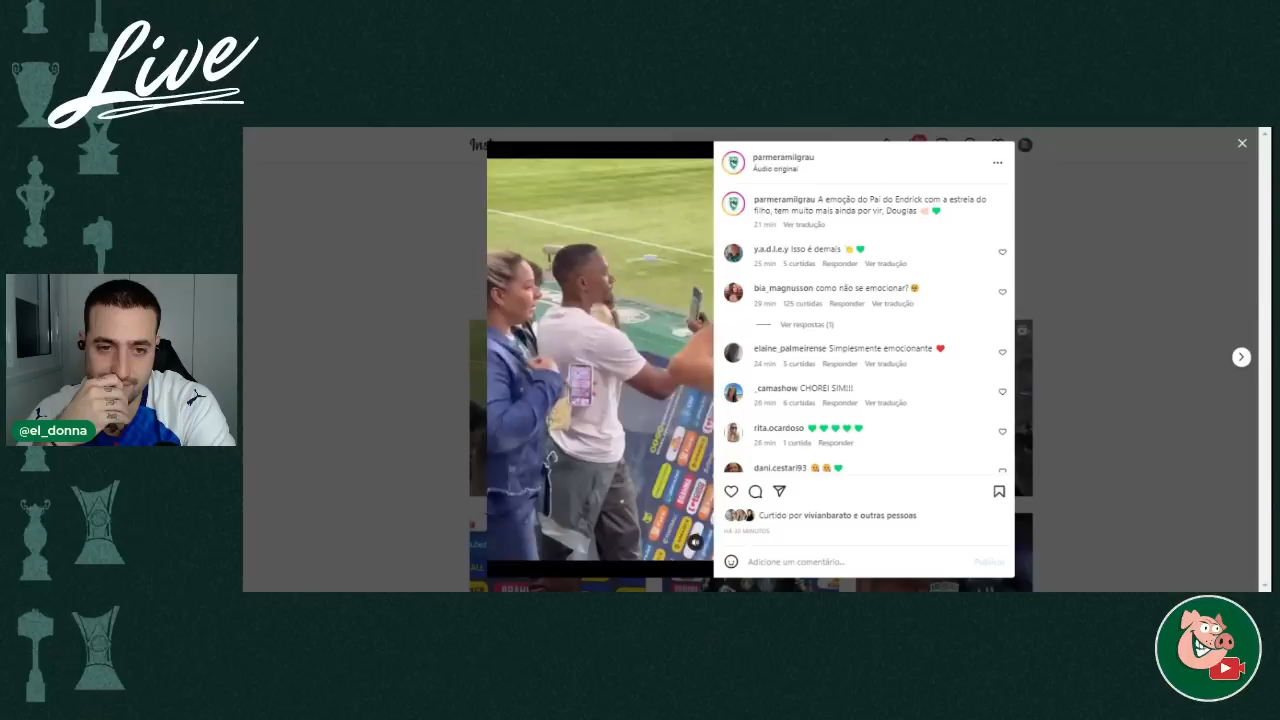 Live
@el_donna
Ins
parmeramilgrau
Áudio original
parmeramilgrau A emoção do Pai do Endrick com a estreia do
filho, tem muito mais ainda por vir, Douglas
21 min Ver tradução
y.a.d.l.e.y Isso é demais
25 min 5 curtidas Responder Ver tradução
bia_magnusson como não se emocionar?
29 min 125 curtidas Responder Ver tradução
Ver respostas (1)
elaine_palmeirense Simplesmente emocionante
24 min 5 curtidas Responder Ver tradução
_camashow CHOREI SIM!!!
28 min 6 curtidas Responder Ver tradução
rita.ocardoso
26 min 1 curtida Responder
dani.cestari93
Curtido por vivianbarato e outras pessoas
HÁ 30 MINUTOS
Adicione um comentário...
Publicar